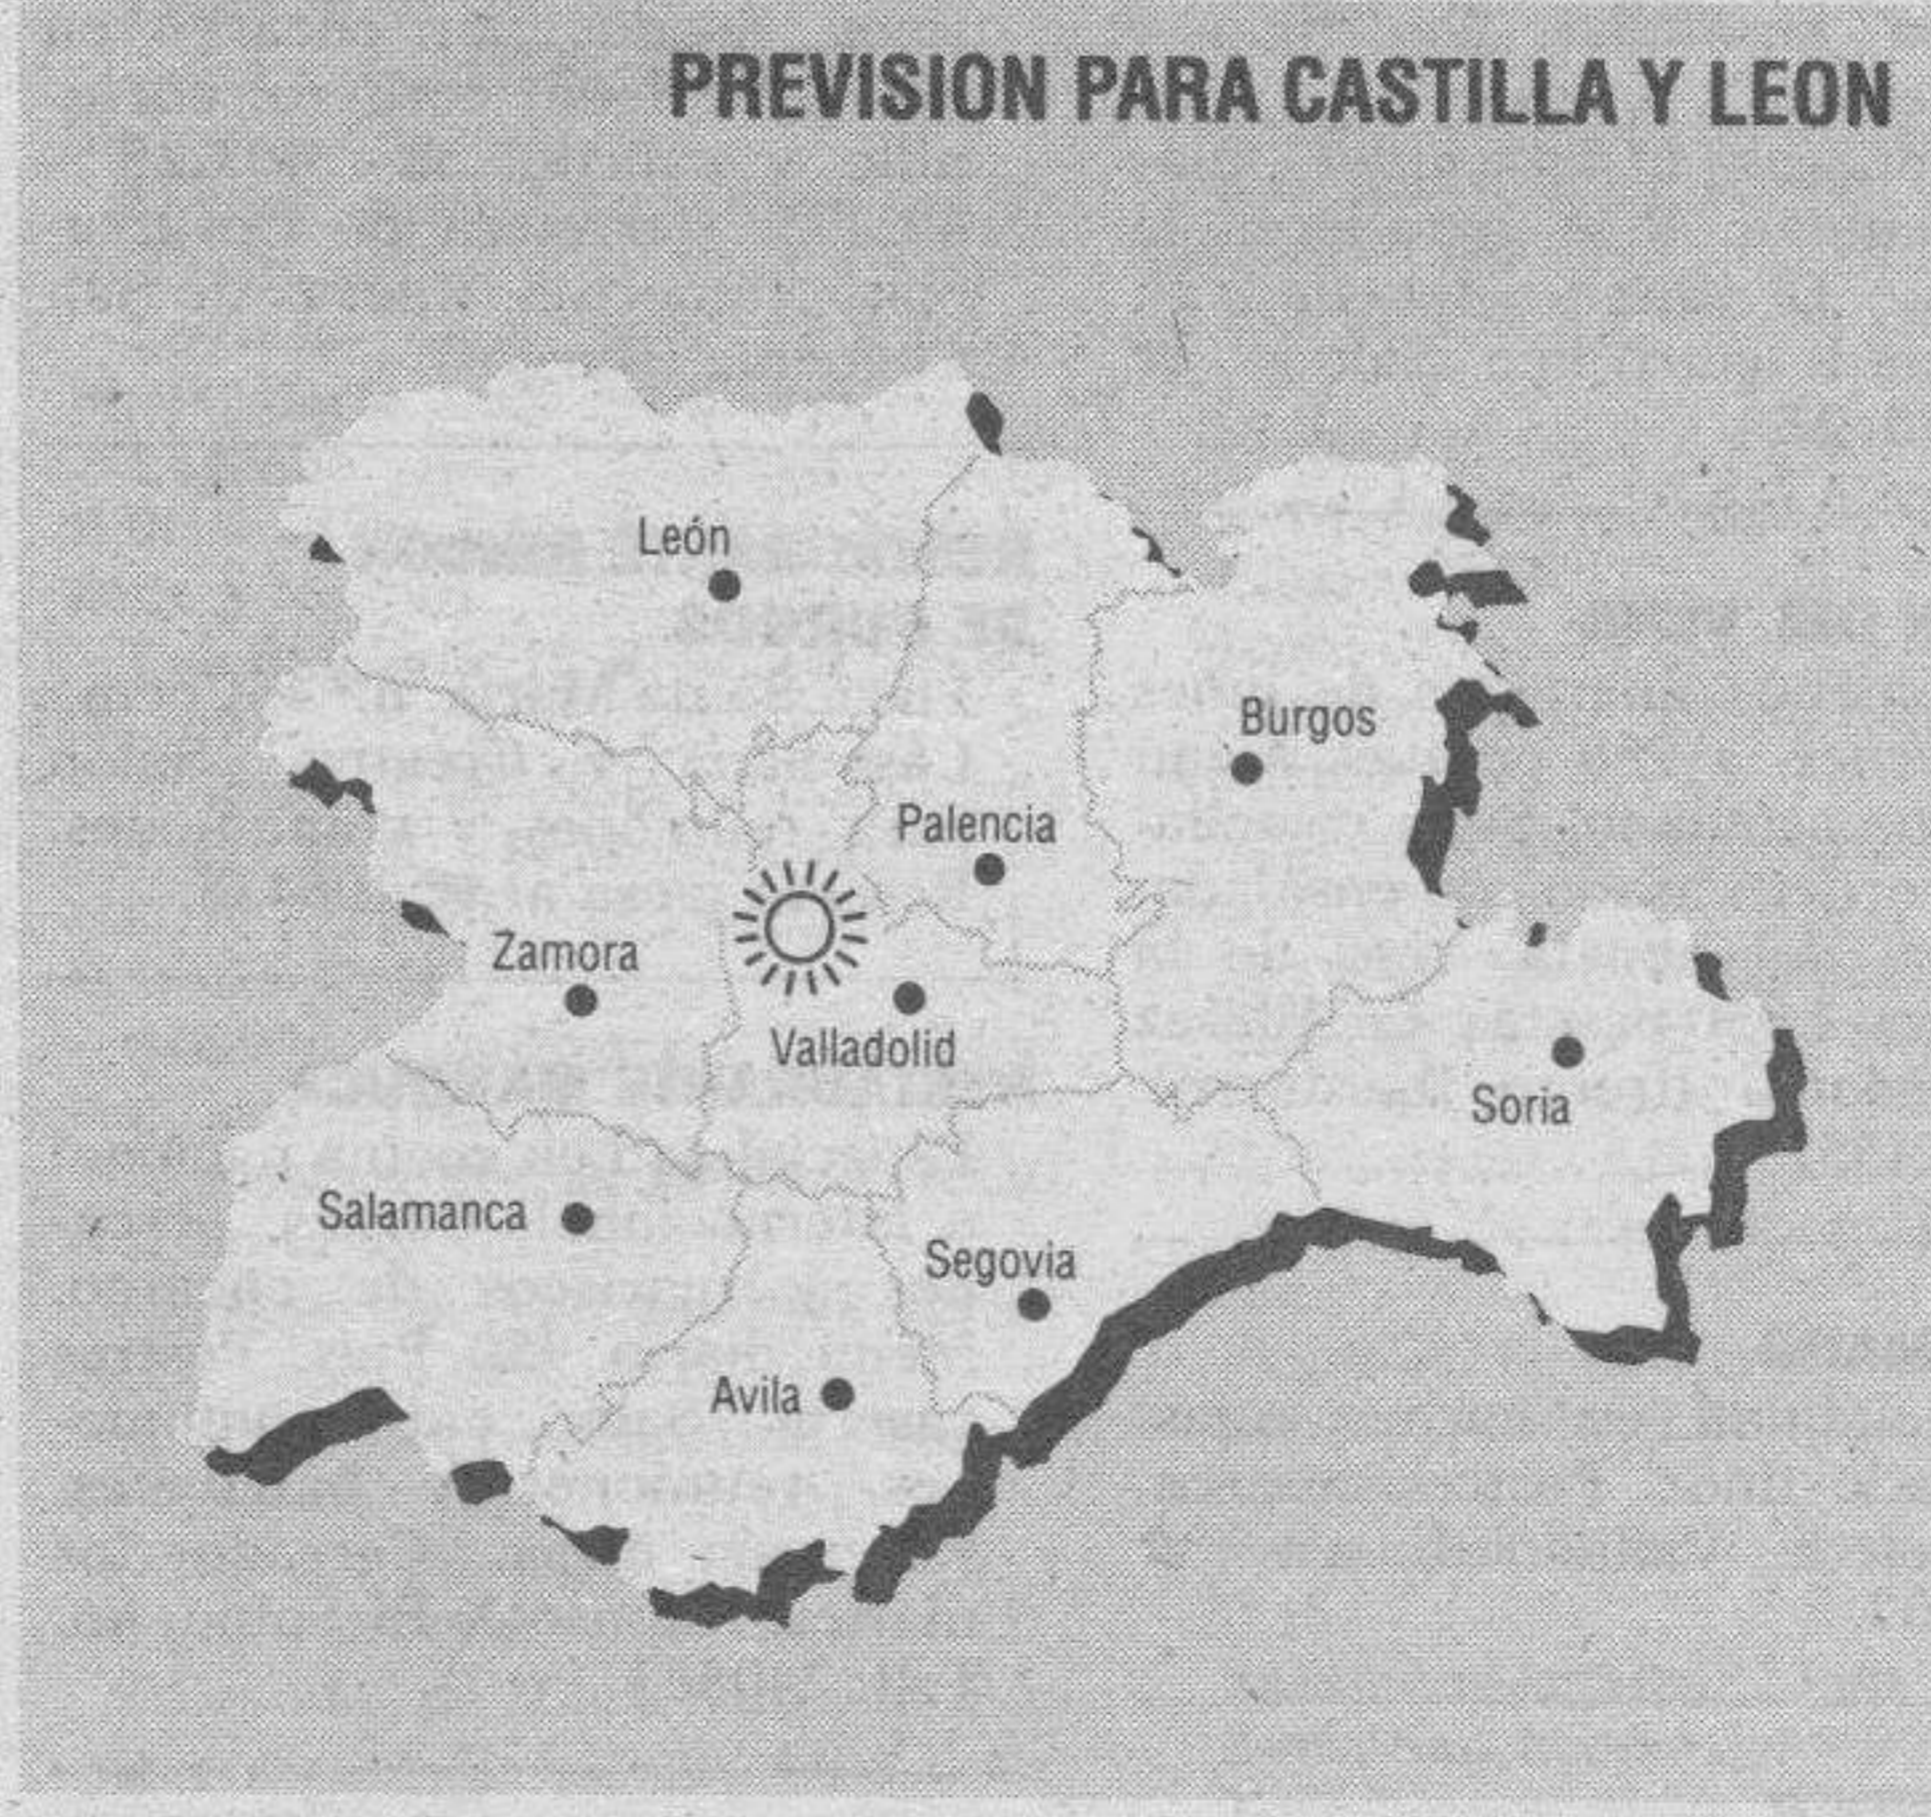 PREVISION PARA CASTILLA Y LEON
León
Burgos
Palencia
Zamora
Valladolid
Soria
Salamanca
Segovia
Avila